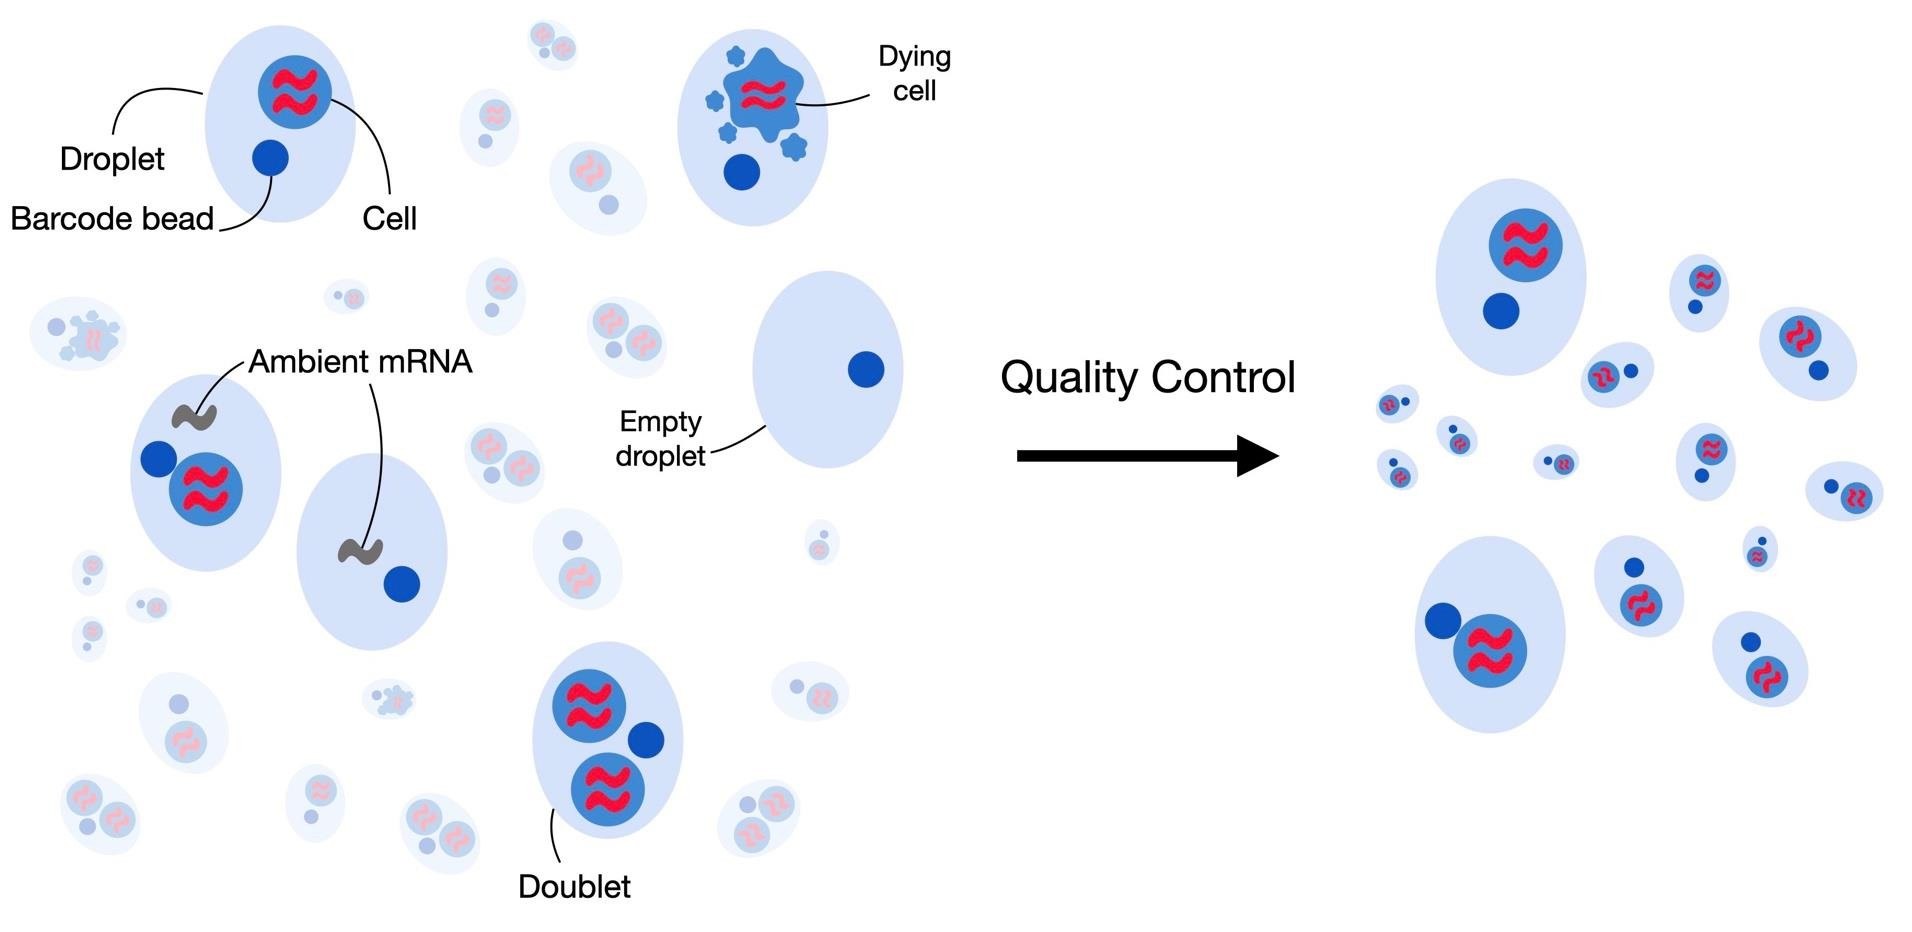 Droplet
Barcode bead
Cell
Dying
cell
Ambient mRNA
Empty
droplet
Doublet
Quality Control